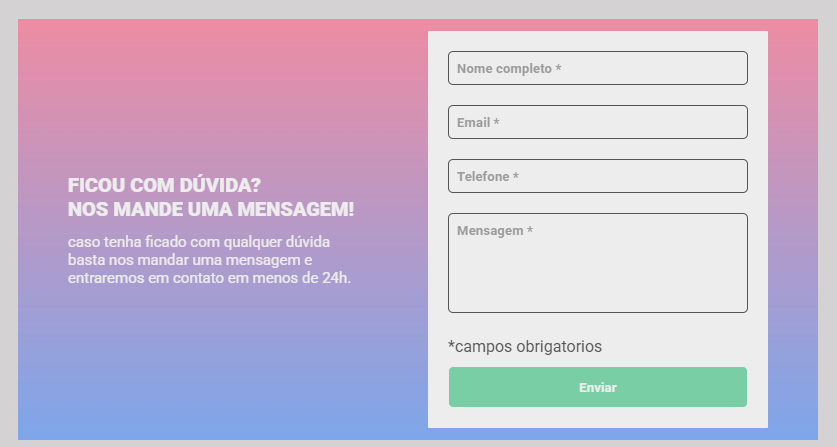 FICOU COM DÚVIDA?
NOS MANDE UMA MENSAGEM!
caso tenha ficado com qualquer dúvida
basta nos mandar uma mensagem e
entraremos em contato em menos de 24h.
Nome completo *
Email *
Telefone *
Mensagem *
*campos obrigatorios
Enviar